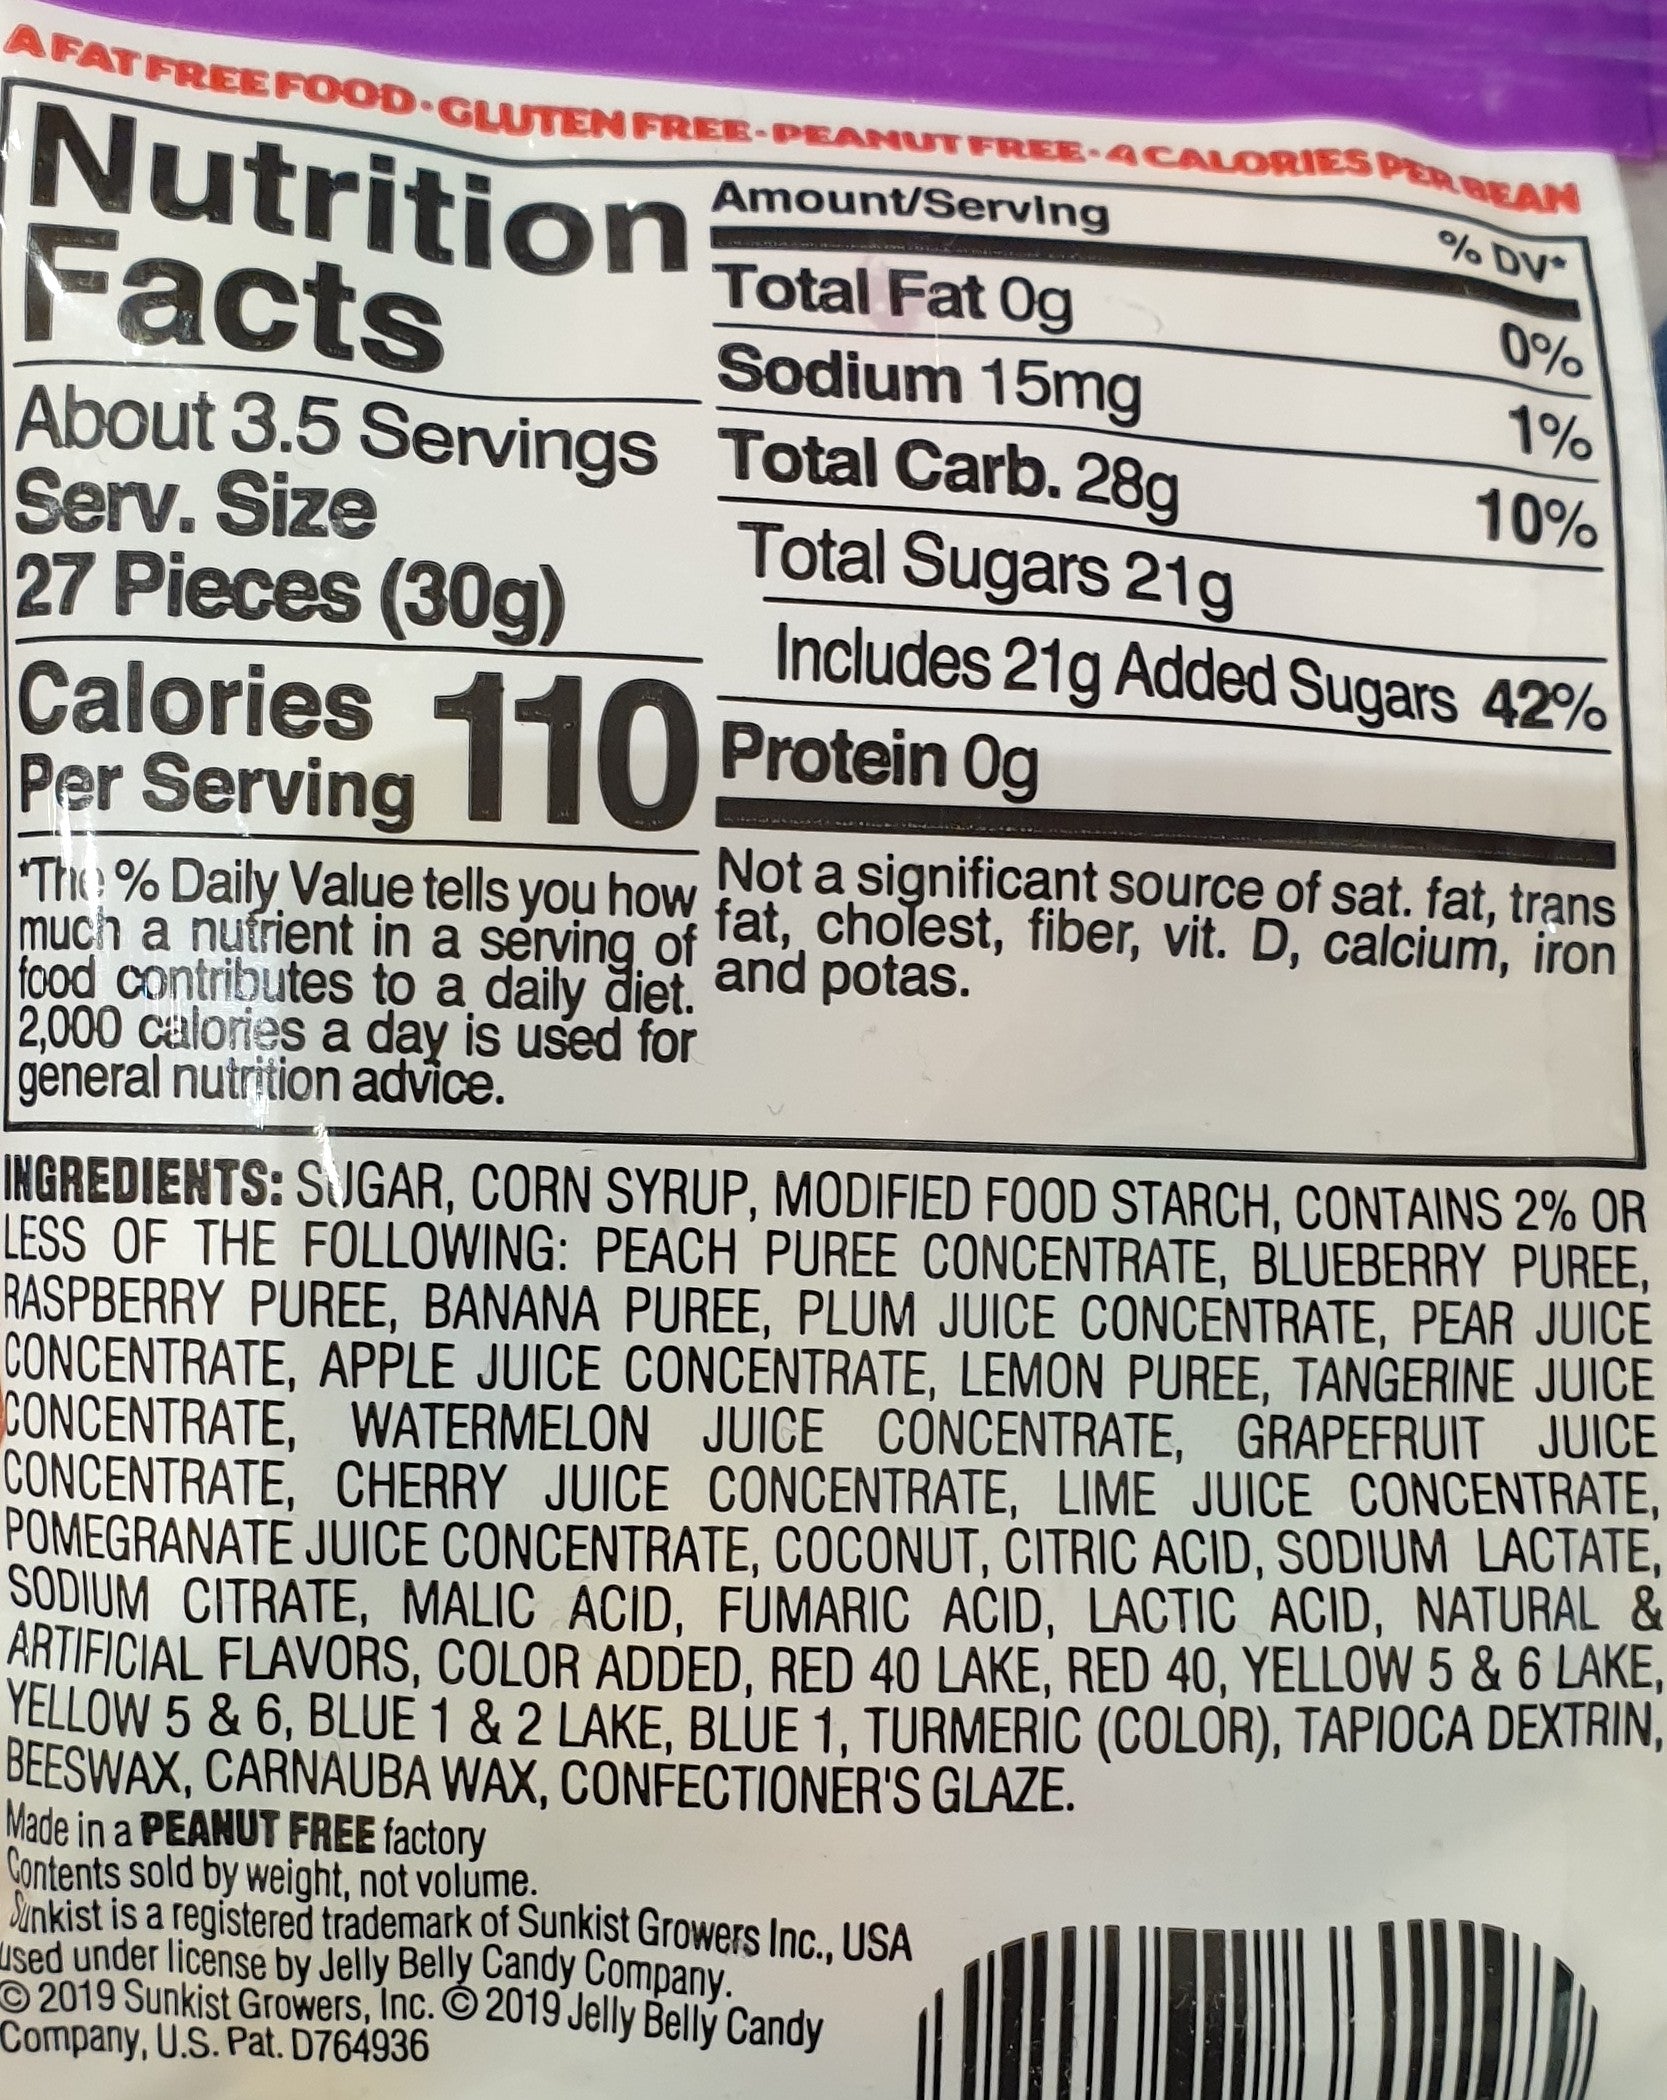 A FAT FREE FOOD • GLUTEN FREE • PEANUT FREE • 4 CALORIES PER BEAN
Nutrition
Facts
About 3.5 Servings
Serv. Size
27 Pieces (30g)
Calories 110
Per Serving
*The % Daily Value tells you how
much a nutrient in a serving of
food contributes to a daily diet.
2,000 calories a day is used for
general nutrition advice.
Amount/Serving % DV*
Total Fat 0g 0%
Sodium 15mg 1%
Total Carb. 28g 10%
Total Sugars 21g
Includes 21g Added Sugars 42%
Protein 0g
Not a significant source of sat. fat, trans
fat, cholest, fiber, vit. D, calcium, iron
and potas.
INGREDIENTS: SUGAR, CORN SYRUP, MODIFIED FOOD STARCH, CONTAINS 2% OR
LESS OF THE FOLLOWING: PEACH PUREE CONCENTRATE, BLUEBERRY PUREE,
RASPBERRY PUREE, BANANA PUREE, PLUM JUICE CONCENTRATE, PEAR JUICE
CONCENTRATE, APPLE JUICE CONCENTRATE, LEMON PUREE, TANGERINE JUICE
CONCENTRATE, WATERMELON JUICE CONCENTRATE, GRAPEFRUIT JUICE
CONCENTRATE, CHERRY JUICE CONCENTRATE, LIME JUICE CONCENTRATE,
POMEGRANATE JUICE CONCENTRATE, COCONUT, CITRIC ACID, SODIUM LACTATE,
SODIUM CITRATE, MALIC ACID, FUMARIC ACID, LACTIC ACID, NATURAL &
ARTIFICIAL FLAVORS, COLOR ADDED, RED 40 LAKE, RED 40, YELLOW 5 & 6 LAKE,
YELLOW 5 & 6, BLUE 1 & 2 LAKE, BLUE 1, TURMERIC (COLOR), TAPIOCA DEXTRIN,
BEESWAX, CARNAUBA WAX, CONFECTIONER'S GLAZE.
Made in a PEANUT FREE factory
Contents sold by weight, not volume.
Sunkist is a registered trademark of Sunkist Growers Inc., USA
used under license by Jelly Belly Candy Company.
© 2019 Sunkist Growers, Inc. © 2019 Jelly Belly Candy
Company, U.S. Pat. D764936